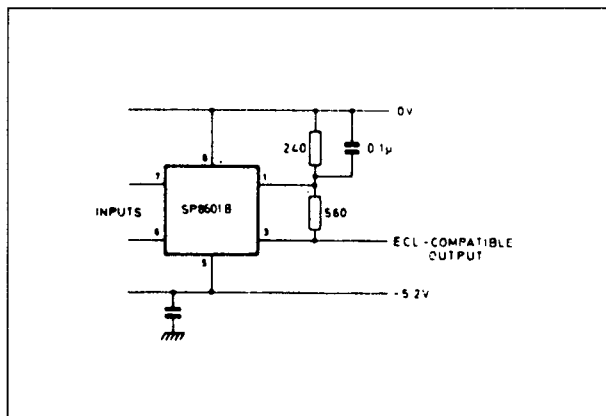 0V
8
240
0.1μ
7
1
INPUTS
SP8601B
560
6
3
ECL-COMPATIBLE
OUTPUT
5
-5.2V